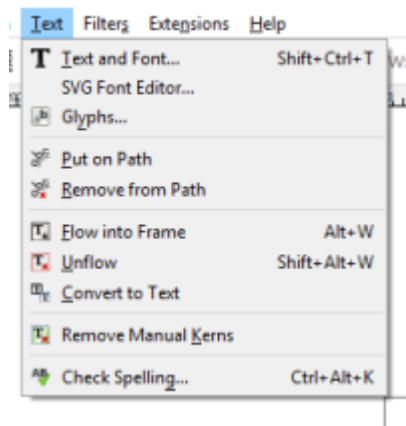 Text Filters Extensions Help
Text and Font... Shift+Ctrl+T
SVG Font Editor...
Glyphs...
Put on Path
Remove from Path
Flow into Frame Alt+W
Unflow Shift+Alt+W
Convert to Text
Remove Manual Kerns
Check Spelling... Ctrl+Alt+K